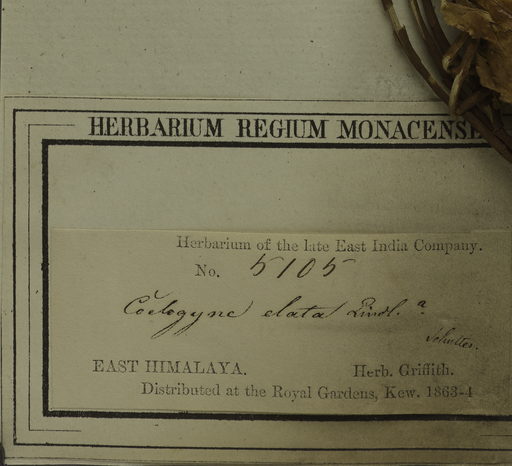 HERBARIUM REGIUM MONACENSE
Herbarium of the late East India Company.
No. 5105
Coelogyne elata Lindl. a.
EAST HIMALAYA. Herb. Griffith.
Distributed at the Royal Gardens, Kew. 1863-4